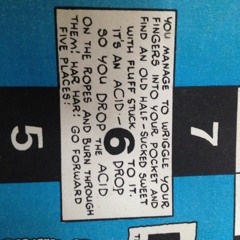 YOU MANAGE TO WRIGGLE YOUR
FINGERS INTO YOUR POCKET AND
FIND AN OLD HALF-SUCKED SWEET
WITH FLUFF STUCK TO IT.
IT'S AN ACID- DROP
6
SO YOU DROP THE ACID
ON THE ROPES AND BURN THROUGH
THEM! HAR HAR! GO FORWARD
FIVE PLACES!
7
5